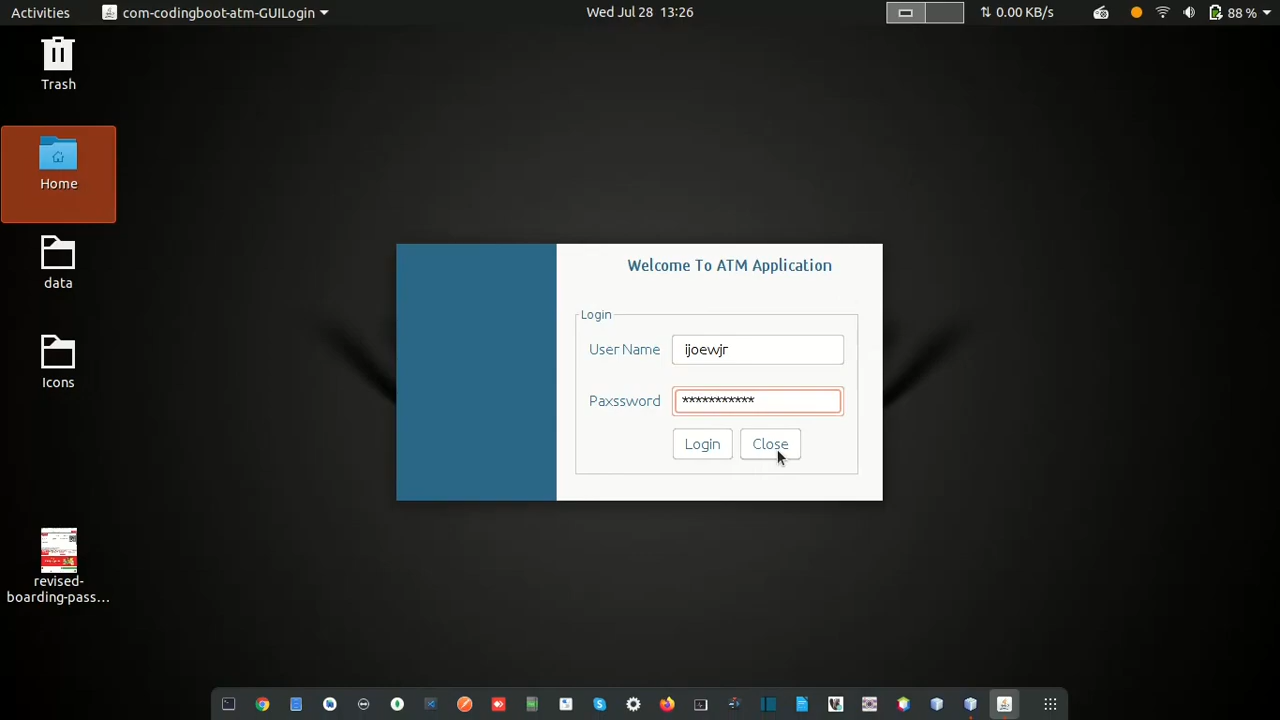 Activities com-codingboot-atm-GUILogin Wed Jul 28 13:26 0.00 KB/s 88 %
Trash
Home
data
Icons
revised-
boarding-pass...
Welcome To ATM Application
Login
User Name ijoewjr
Paxssword ***********
Login Close